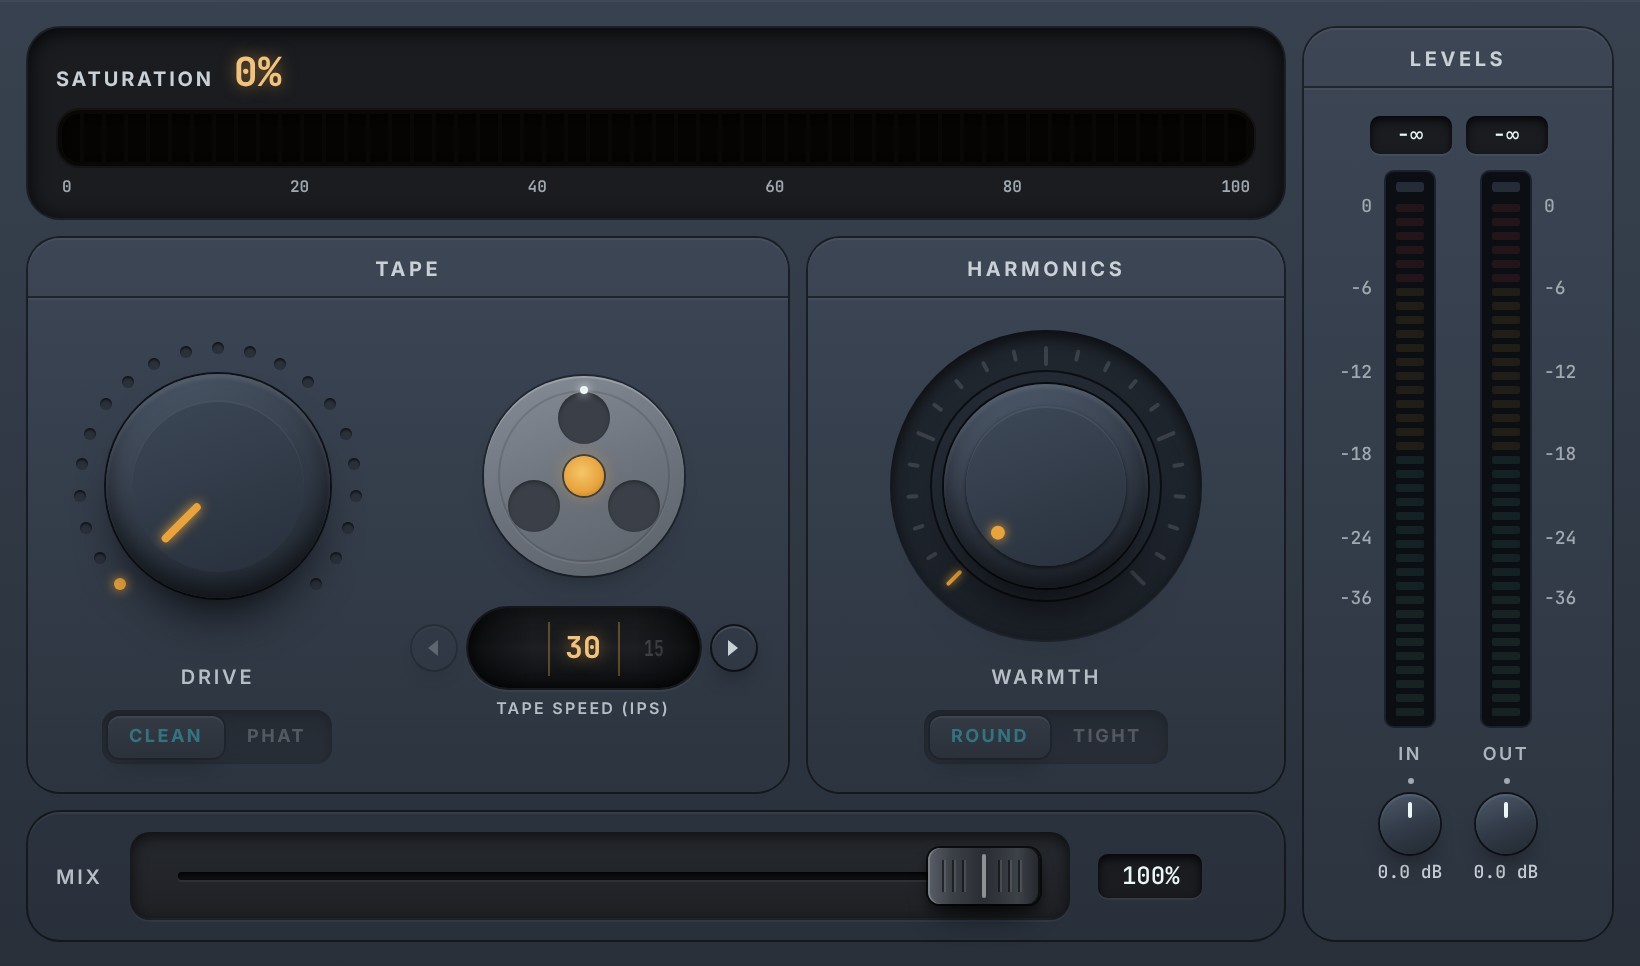 SATURATION 0%
0 20 40 60 80 100
TAPE
DRIVE
CLEAN PHAT
30 15
TAPE SPEED (IPS)
HARMONICS
WARMTH
ROUND TIGHT
MIX
100%
LEVELS
-∞ -∞
0 0
-6 -6
-12 -12
-18 -18
-24 -24
-36 -36
IN OUT
0.0 dB 0.0 dB